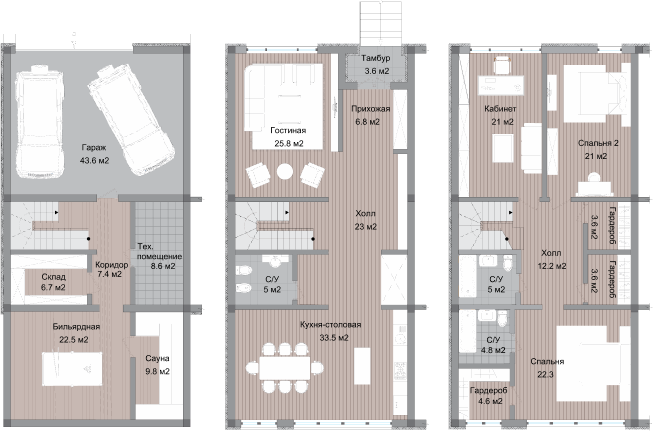 Гараж
43.6 м2
Коридор
7.4 м2
Тех.
помещение
8.6 м2
Склад
6.7 м2
Бильярдная
22.5 м2
Сауна
9.8 м2
Тамбур
3.6 м2
Прихожая
6.8 м2
Гостиная
25.8 м2
Холл
23 м2
С/У
5 м2
Кухня-столовая
33.5 м2
Кабинет
21 м2
Спальня 2
21 м2
Гардероб
3.6 м2
Холл
12.2 м2
Гардероб
3.6 м2
С/У
5 м2
С/У
4.8 м2
Спальня
22.3
Гардероб
4.6 м2